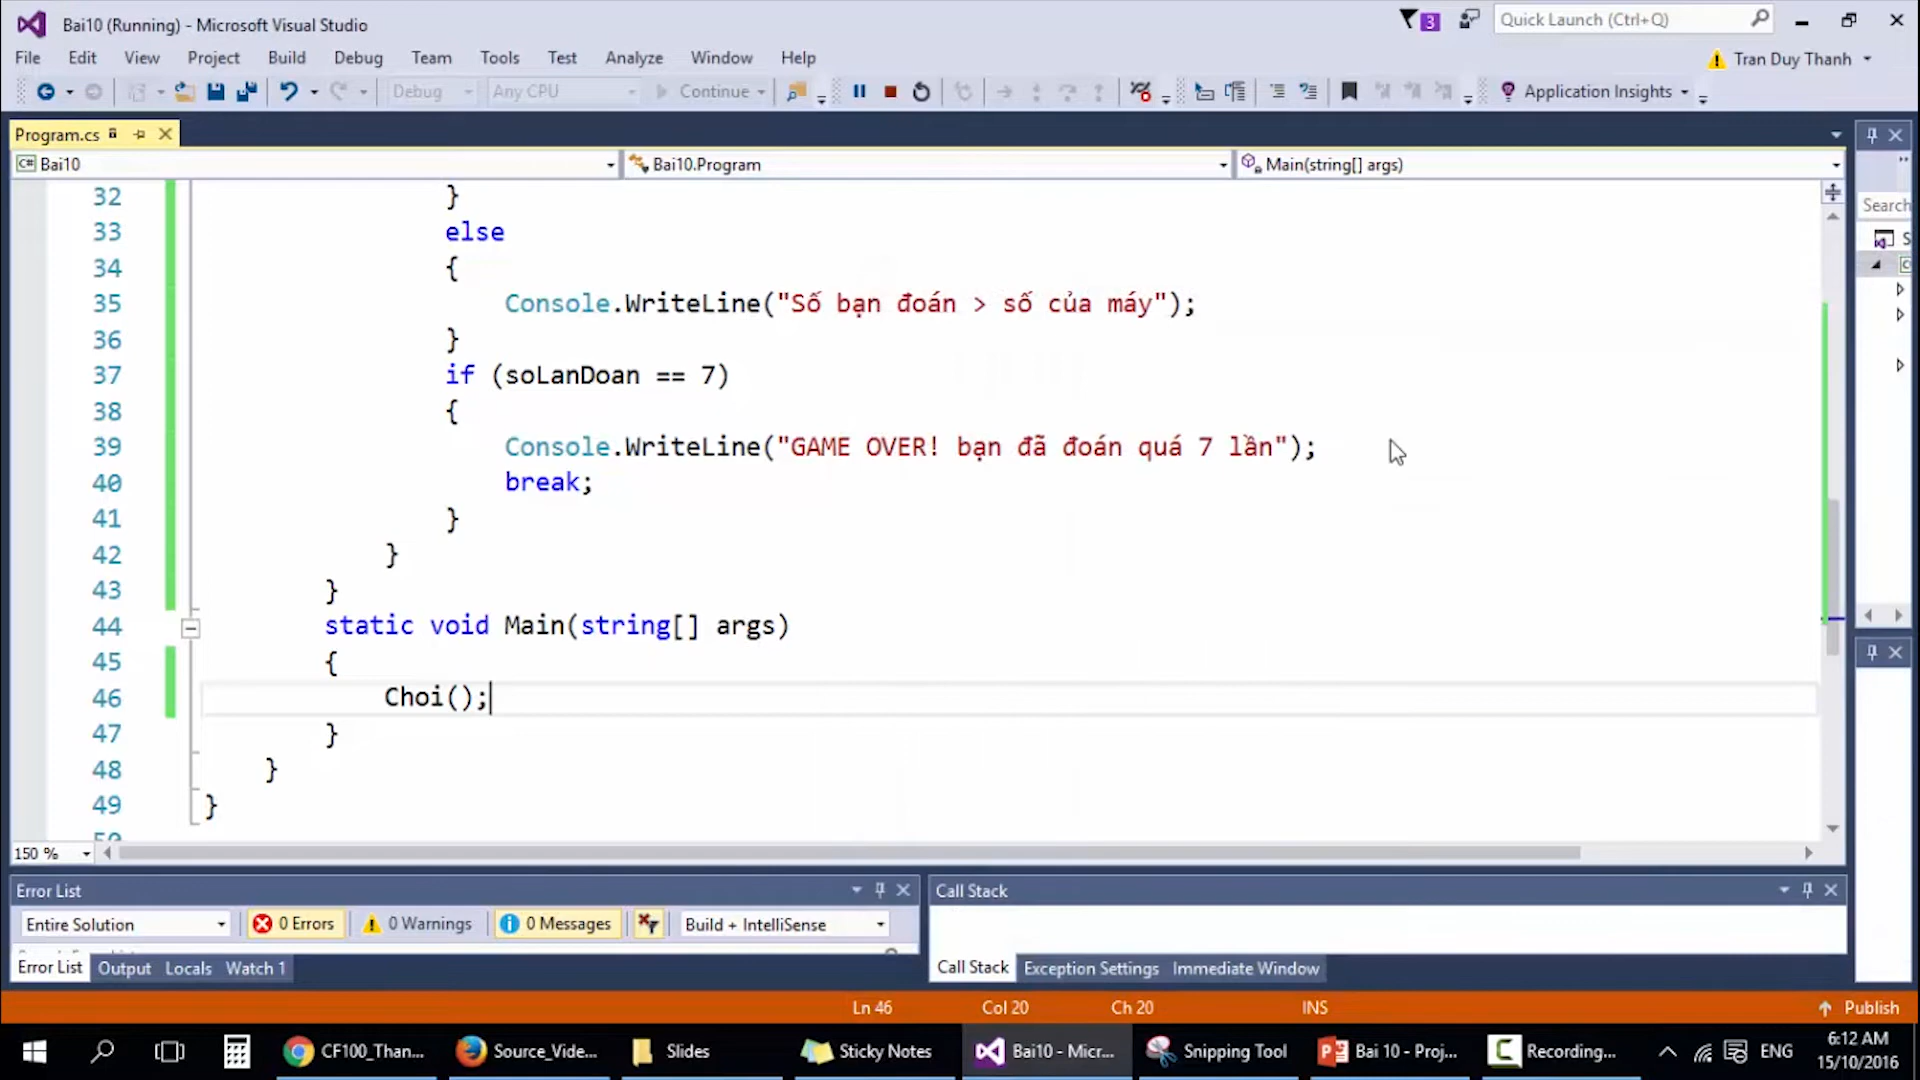 Bai10 (Running) - Microsoft Visual Studio
3
Quick Launch (Ctrl+Q)
File Edit View Project Build Debug Team Tools Test Analyze Window Help
Tran Duy Thanh
Debug Any CPU Continue Application Insights
Program.cs
C# Bai10 Bai10.Program Main(string[] args)
32 }
Search
33 else
34 {
35 Console.WriteLine("Số bạn đoán > số của máy");
36 }
37 if (soLanDoan == 7)
38 {
39 Console.WriteLine("GAME OVER! bạn đã đoán quá 7 lần");
40 break;
41 }
42 }
43 }
44 static void Main(string[] args)
45 {
46 Choi();
47 }
48 }
49 }
150 %
Error List
Call Stack
Entire Solution 0 Errors 0 Warnings 0 Messages Build + IntelliSense
Error List Output Locals Watch 1
Call Stack Exception Settings Immediate Window
Ln 46 Col 20 Ch 20 INS Publish
CF100_Than... Source_Vide... Slides Sticky Notes Bai10 - Micr... Snipping Tool Bai 10 - Proj... Recording... ENG
6:12 AM
15/10/2016